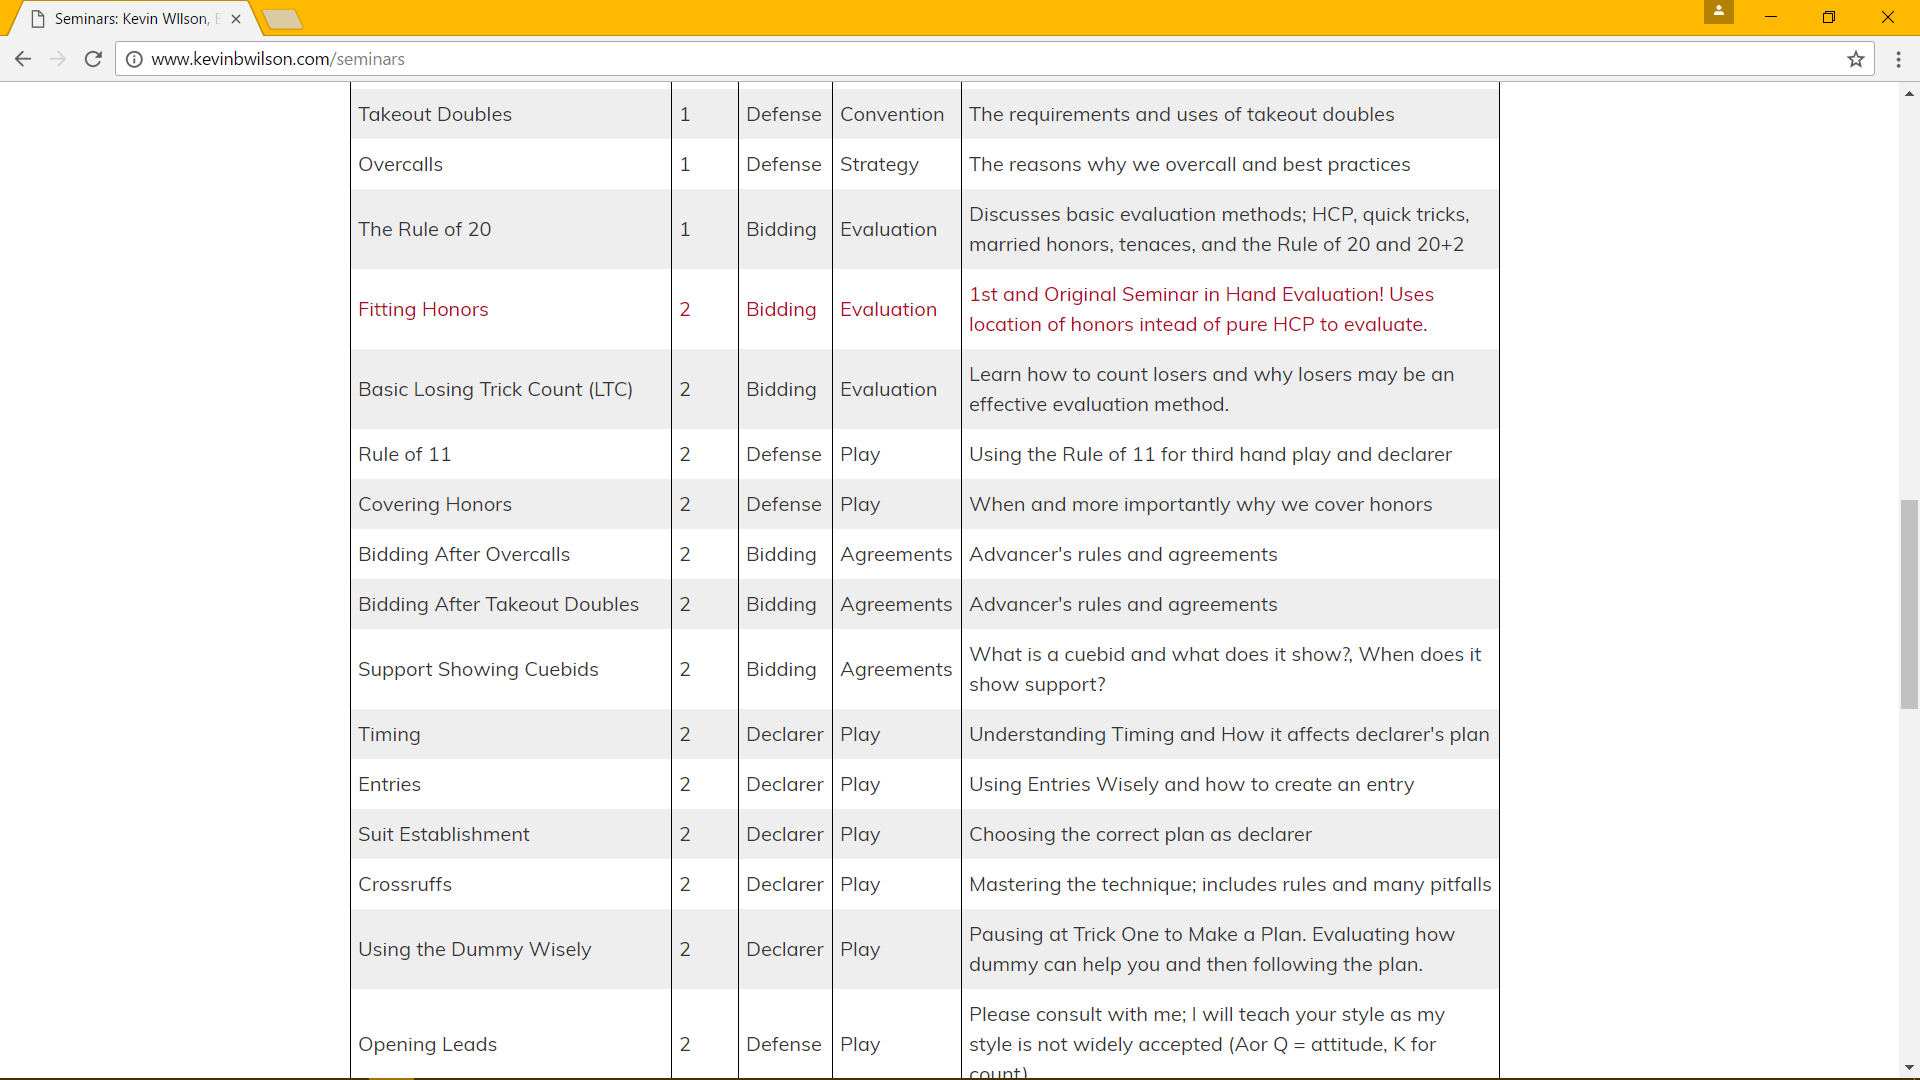 Seminars: Kevin WIlson,
www.kevinbwilson.com/seminars
Takeout Doubles 1 Defense Convention The requirements and uses of takeout doubles
Overcalls 1 Defense Strategy The reasons why we overcall and best practices
The Rule of 20 1 Bidding Evaluation Discusses basic evaluation methods; HCP, quick tricks,
married honors, tenaces, and the Rule of 20 and 20+2
Fitting Honors 2 Bidding Evaluation 1st and Original Seminar in Hand Evaluation! Uses
location of honors intead of pure HCP to evaluate.
Basic Losing Trick Count (LTC) 2 Bidding Evaluation Learn how to count losers and why losers may be an
effective evaluation method.
Rule of 11 2 Defense Play Using the Rule of 11 for third hand play and declarer
Covering Honors 2 Defense Play When and more importantly why we cover honors
Bidding After Overcalls 2 Bidding Agreements Advancer's rules and agreements
Bidding After Takeout Doubles 2 Bidding Agreements Advancer's rules and agreements
Support Showing Cuebids 2 Bidding Agreements What is a cuebid and what does it show?, When does it
show support?
Timing 2 Declarer Play Understanding Timing and How it affects declarer's plan
Entries 2 Declarer Play Using Entries Wisely and how to create an entry
Suit Establishment 2 Declarer Play Choosing the correct plan as declarer
Crossruffs 2 Declarer Play Mastering the technique; includes rules and many pitfalls
Using the Dummy Wisely 2 Declarer Play Pausing at Trick One to Make a Plan. Evaluating how
dummy can help you and then following the plan.
Opening Leads 2 Defense Play Please consult with me; I will teach your style as my
style is not widely accepted (Aor Q = attitude, K for
count)